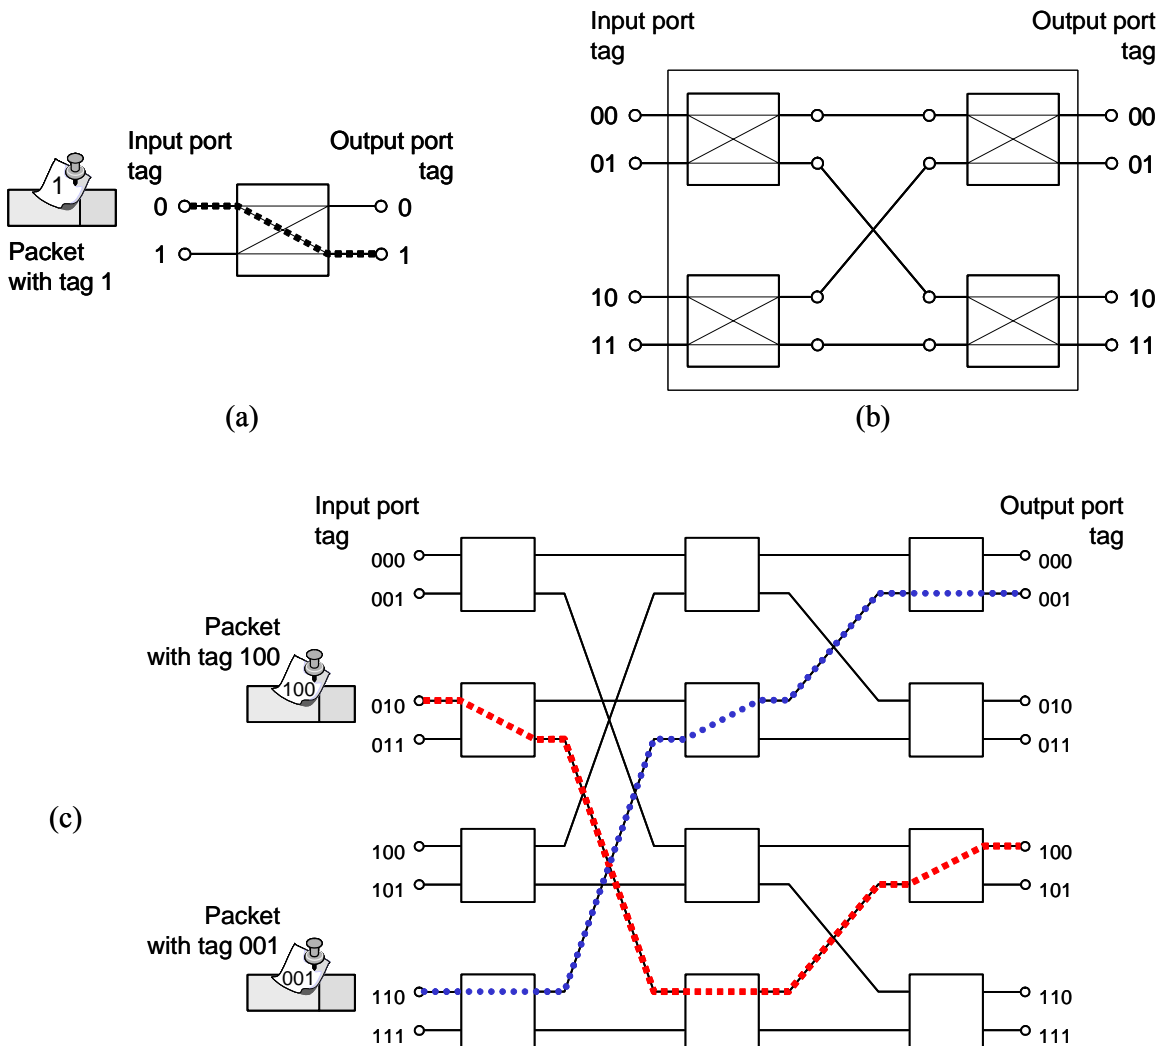 Input port
tag
Output port
tag
00
00
01
01
10
10
11
11
(b)
Input port
tag
Output port
tag
1
0
0
1
1
Packet
with tag 1
(a)
Input port
tag
Output port
tag
000
000
001
001
Packet
with tag 100
100
010
010
011
011
(c)
100
100
101
101
Packet
with tag 001
001
110
110
111
111